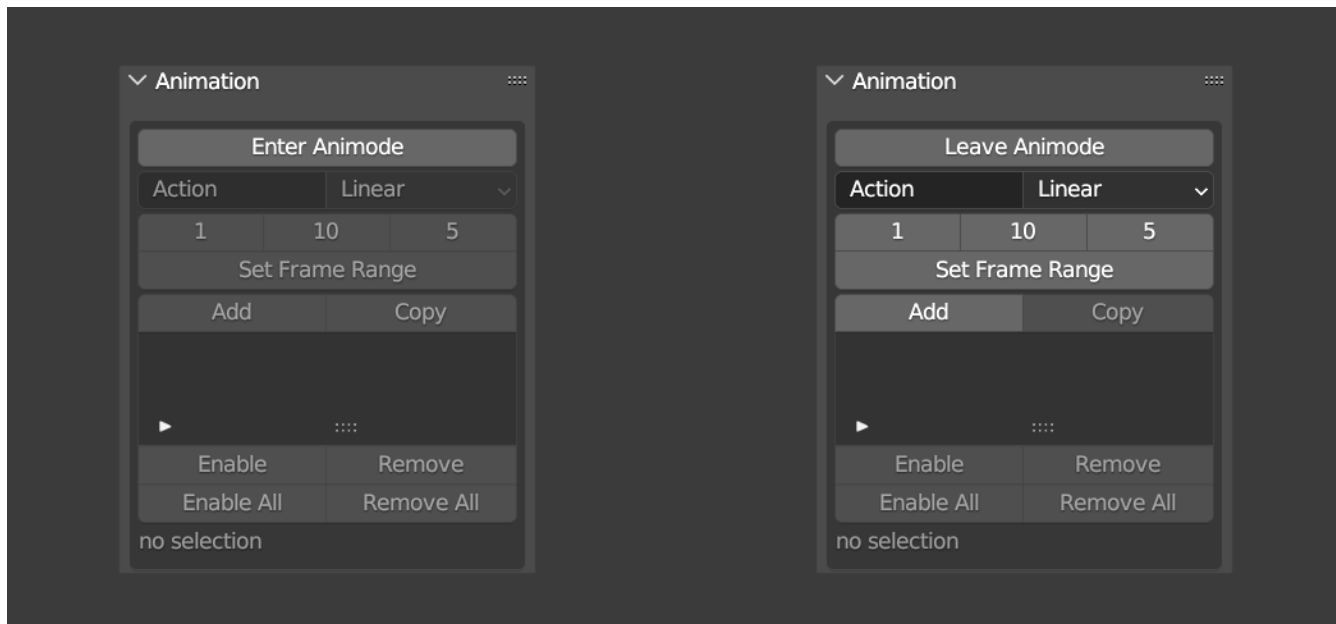 Animation
Enter Animode
Action Linear
1 10 5
Set Frame Range
Add Copy
Enable Remove
Enable All Remove All
no selection
Animation
Leave Animode
Action Linear
1 10 5
Set Frame Range
Add Copy
Enable Remove
Enable All Remove All
no selection